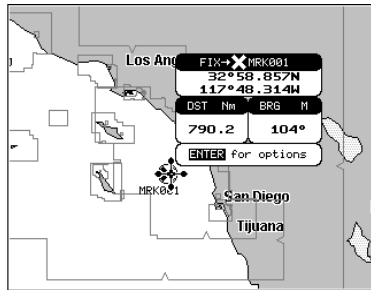 Los Ang
FIX→MRK001
32°58.857N
117°48.314W
DST Nm BRG M
790.2 104°
ENTER for options
MRK001
San Diego
Tijuana